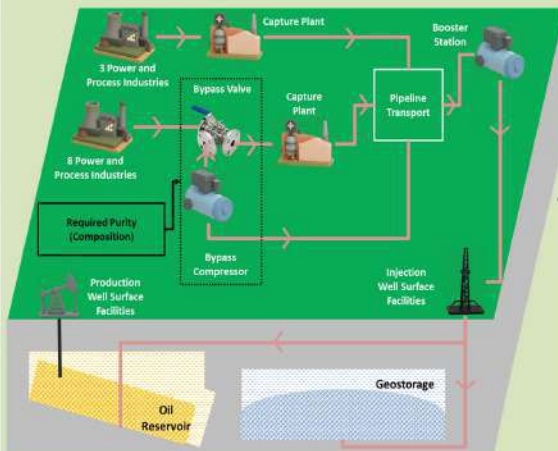 Capture Plant
Booster
Station
3 Power and
Process Industries
Bypass Valve
Capture
Plant
Pipeline
Transport
8 Power and
Process Industries
Required Purity
(Composition)
Bypass
Compressor
Production
Well Surface
Facilities
Injection
Well Surface
Facilities
Geostorage
Oil
Reservoir